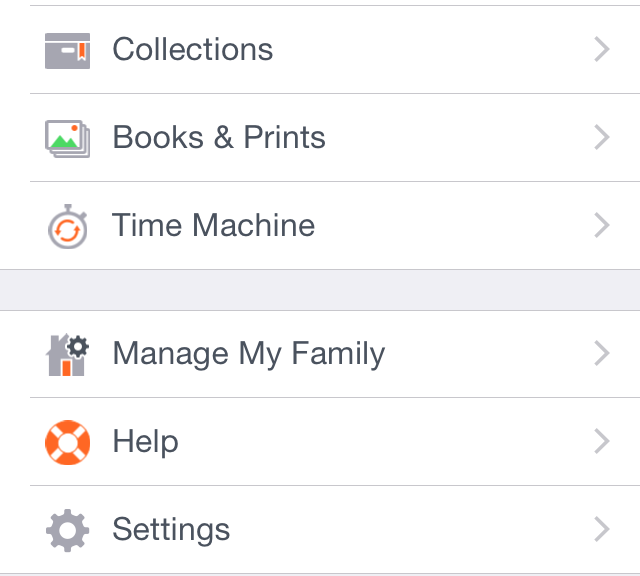 Collections
Books & Prints
Time Machine
Manage My Family
Help
Settings